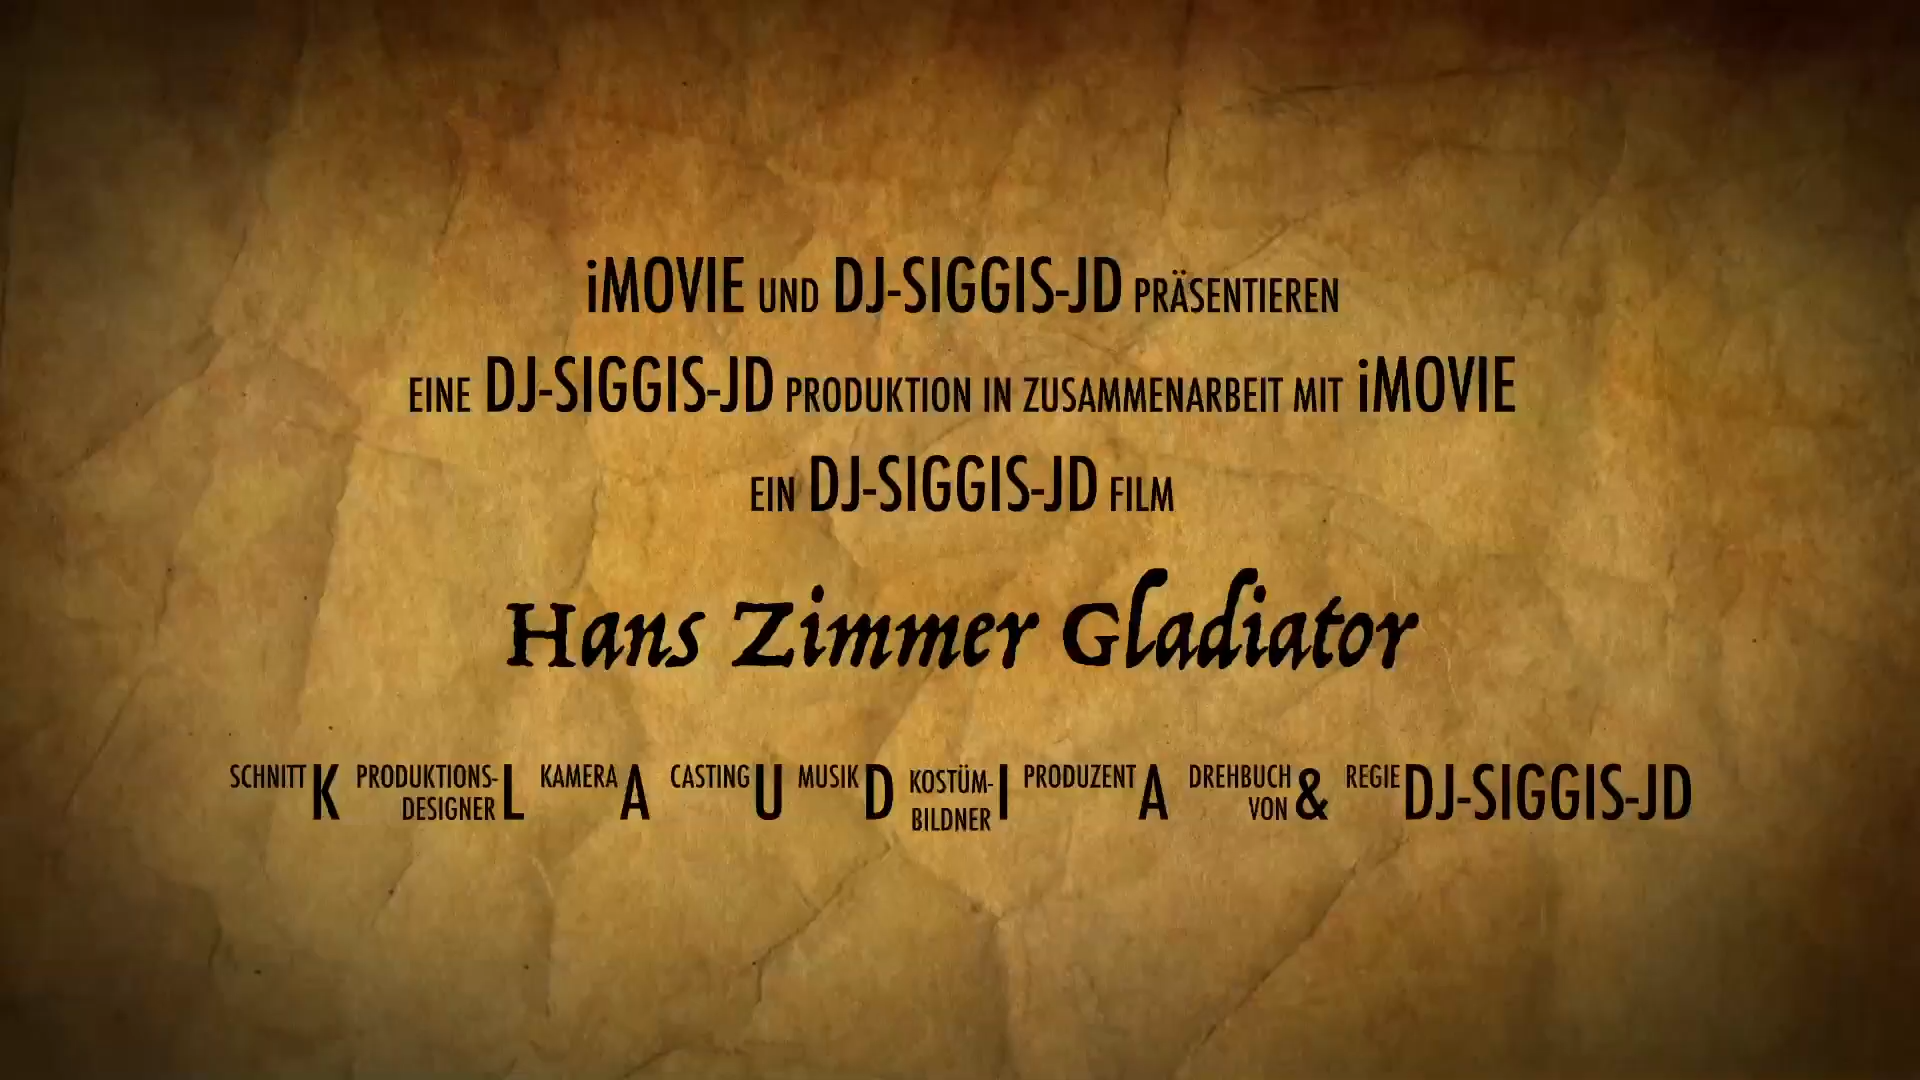 iMOVIE UND DJ-SIGGIS-JD PRÄSENTIEREN
EINE DJ-SIGGIS-JD PRODUKTION IN ZUSAMMENARBEIT MIT iMOVIE
EIN DJ-SIGGIS-JD FILM
Hans Zimmer Gladiator
SCHNITT K PRODUKTIONS-DESIGNER L KAMERA A CASTING U MUSIK D KOSTÜM-BILDNER I PRODUZENT A DREHBUCH VON & REGIE DJ-SIGGIS-JD